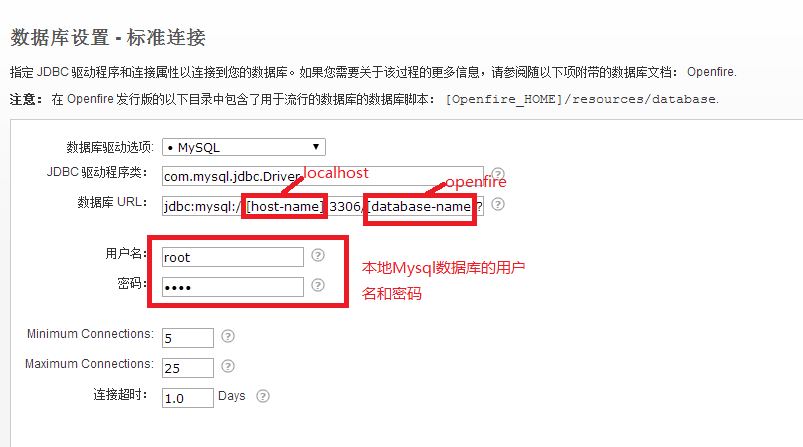 数据库设置 - 标准连接
指定 JDBC 驱动程序和连接属性以连接到您的数据库。如果您需要关于该过程的更多信息，请参阅随以下项附带的数据库文档： Openfire.
注意： 在 Openfire 发行版的以下目录中包含了用于流行的数据库的数据库脚本： [Openfire_HOME]/resources/database.
数据库驱动选项: • MySQL
JDBC 驱动程序类： com.mysql.jdbc.Driver
localhost
openfire
数据库 URL： jdbc:mysql:/ [host-name] 3306/[database-name ?
用户名： root
密码： ••••
本地Mysql数据库的用户
名和密码
Minimum Connections: 5
Maximum Connections: 25
连接超时： 1.0 Days